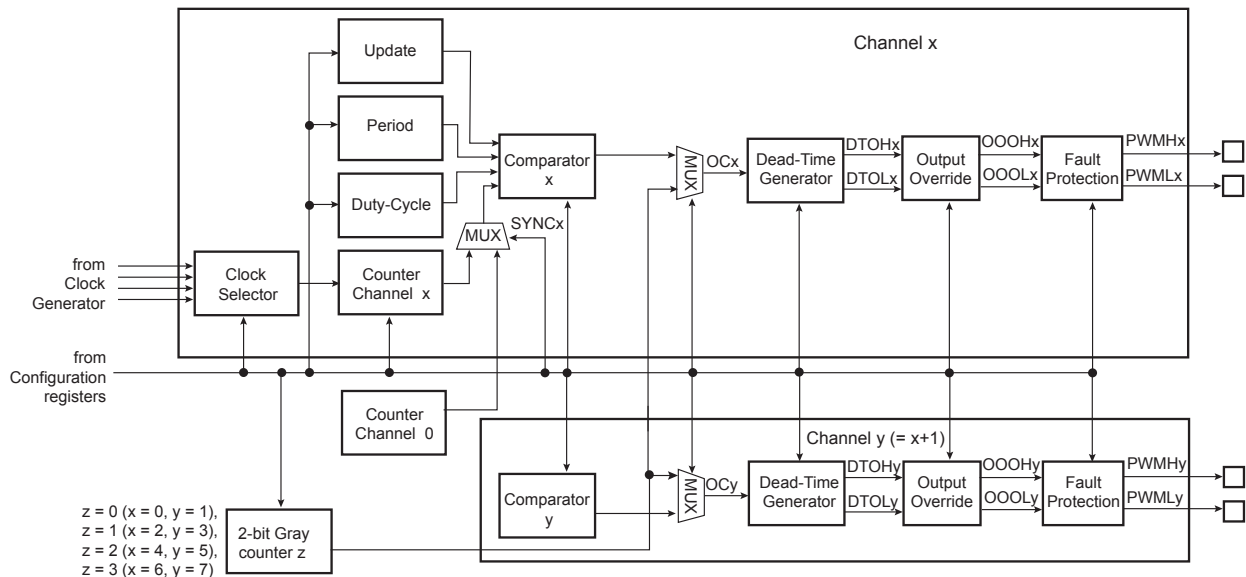 Channel x
Update
Period
Duty-Cycle
Comparator
x
MUX
SYNCx
MUX
OCx
Dead-Time
Generator
DTOHx
DTOLx
Output
Override
OOOHx
OOOLx
Fault
Protection
PWMHx
PWMLx
from
Clock
Generator
Clock
Selector
Counter
Channel x
from
Configuration
registers
Counter
Channel 0
Channel y (= x+1)
Comparator
y
MUX
OCy
Dead-Time
Generator
DTOHy
DTOLy
Output
Override
OOOHy
OOOLy
Fault
Protection
PWMHy
PWMLy
z = 0 (x = 0, y = 1),
z = 1 (x = 2, y = 3),
z = 2 (x = 4, y = 5),
z = 3 (x = 6, y = 7)
2-bit Gray
counter z